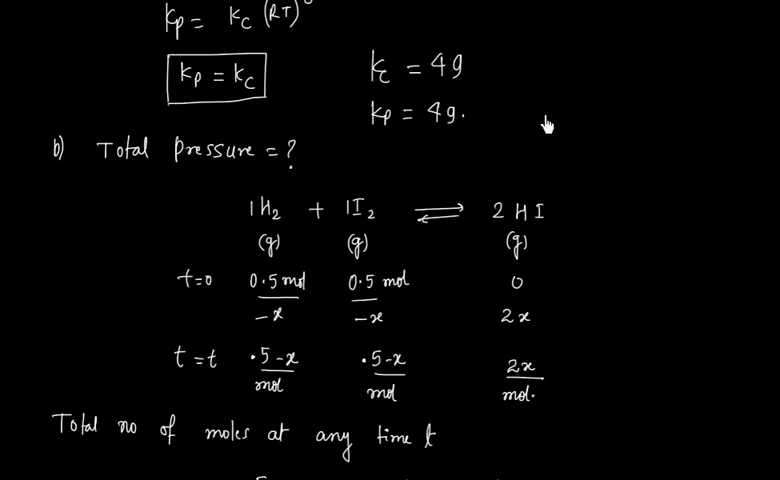 kp = kc (RT)
kp = kc
kc = 49
kp = 49.
b) Total pressure = ?
1H2 + 1I2 ⇌ 2HI
(g) (g) (g)
t=0 0.5 mol 0.5 mol 0
-x -x 2x
t=t .5-x .5-x 2x
mol mol mol.
Total no of moles at any time t